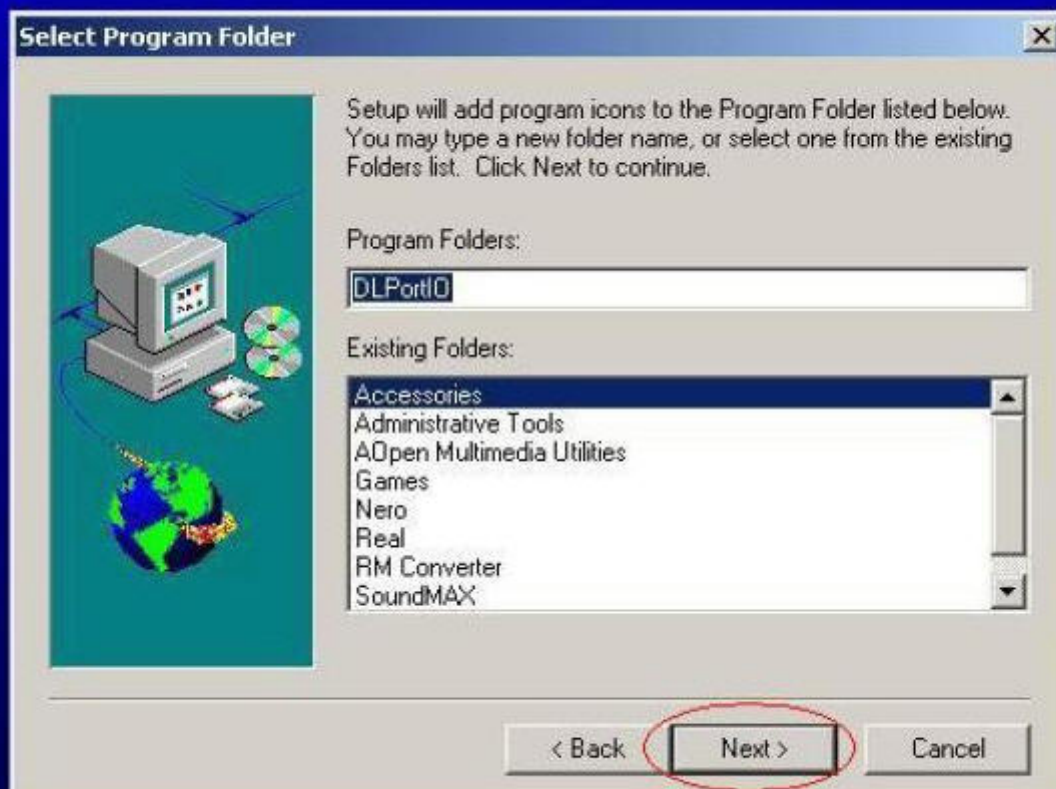 Select Program Folder
Setup will add program icons to the Program Folder listed below.
You may type a new folder name, or select one from the existing
Folders list. Click Next to continue.
Program Folders:
DLPortIO
Existing Folders:
Accessories
Administrative Tools
AOpen Multimedia Utilities
Games
Nero
Real
RM Converter
SoundMAX
< Back
Next >
Cancel